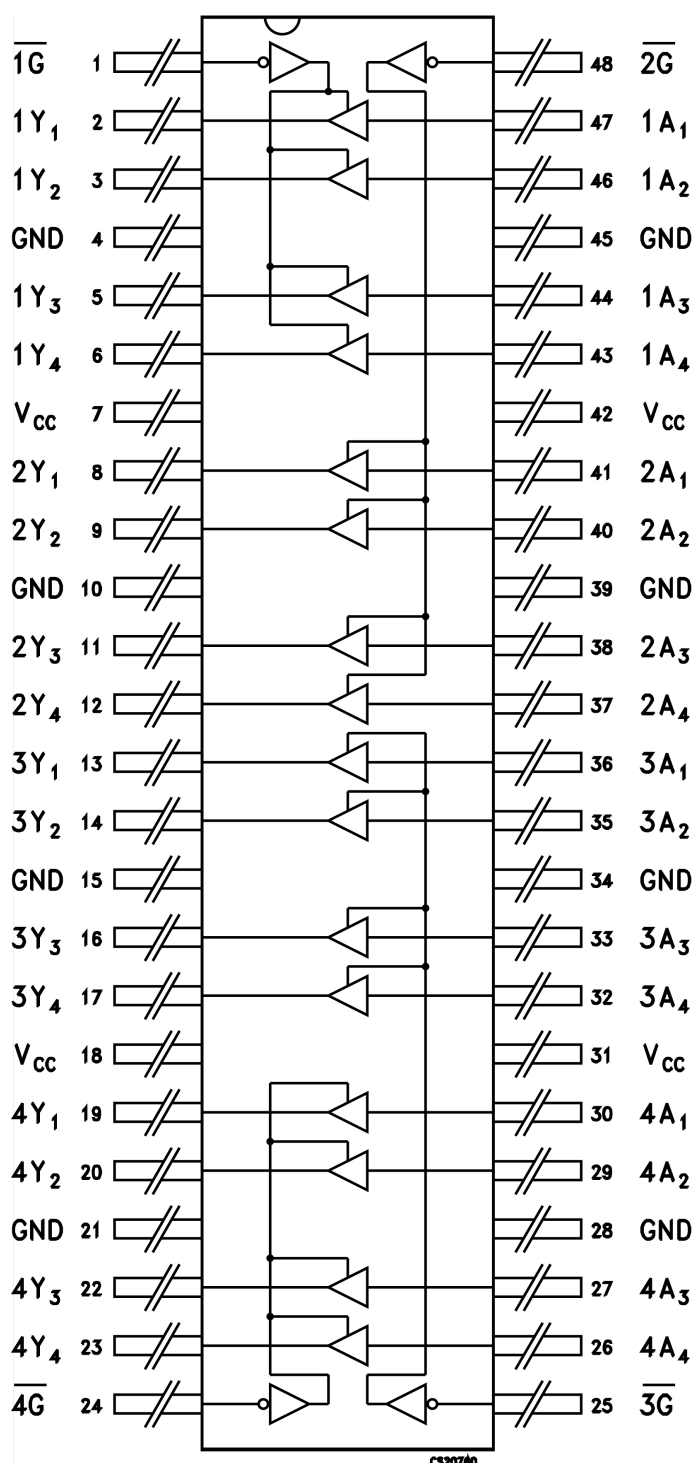 1G 1 48 2G
1Y1 2 47 1A1
1Y2 3 46 1A2
GND 4 45 GND
1Y3 5 44 1A3
1Y4 6 43 1A4
VCC 7 42 VCC
2Y1 8 41 2A1
2Y2 9 40 2A2
GND 10 39 GND
2Y3 11 38 2A3
2Y4 12 37 2A4
3Y1 13 36 3A1
3Y2 14 35 3A2
GND 15 34 GND
3Y3 16 33 3A3
3Y4 17 32 3A4
VCC 18 31 VCC
4Y1 19 30 4A1
4Y2 20 29 4A2
GND 21 28 GND
4Y3 22 27 4A3
4Y4 23 26 4A4
4G 24 25 3G